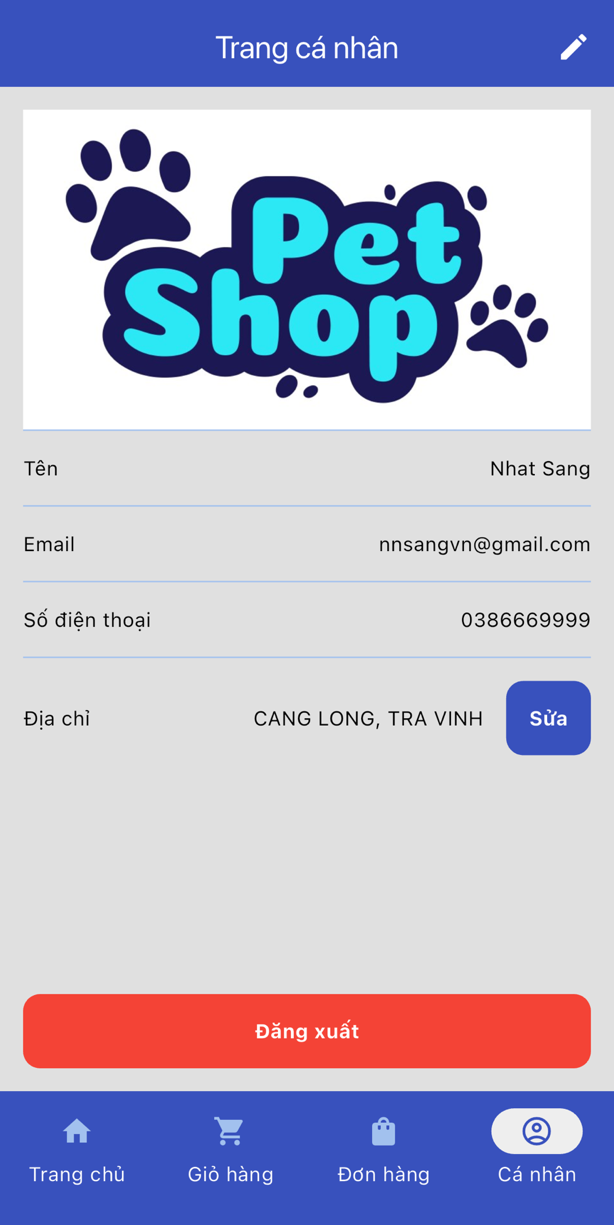 Trang cá nhân
Pet
Shop
Tên Nhat Sang
Email nnsangvn@gmail.com
Số điện thoại 0386669999
Địa chỉ CANG LONG, TRA VINH Sửa
Đăng xuất
Trang chủ Giỏ hàng Đơn hàng Cá nhân